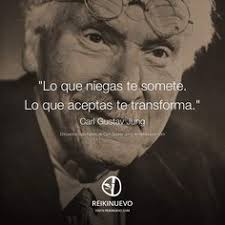 "Lo que niegas te somete.
Lo que aceptas te transforma."
Carl Gustav Jung
REIKINUEVO